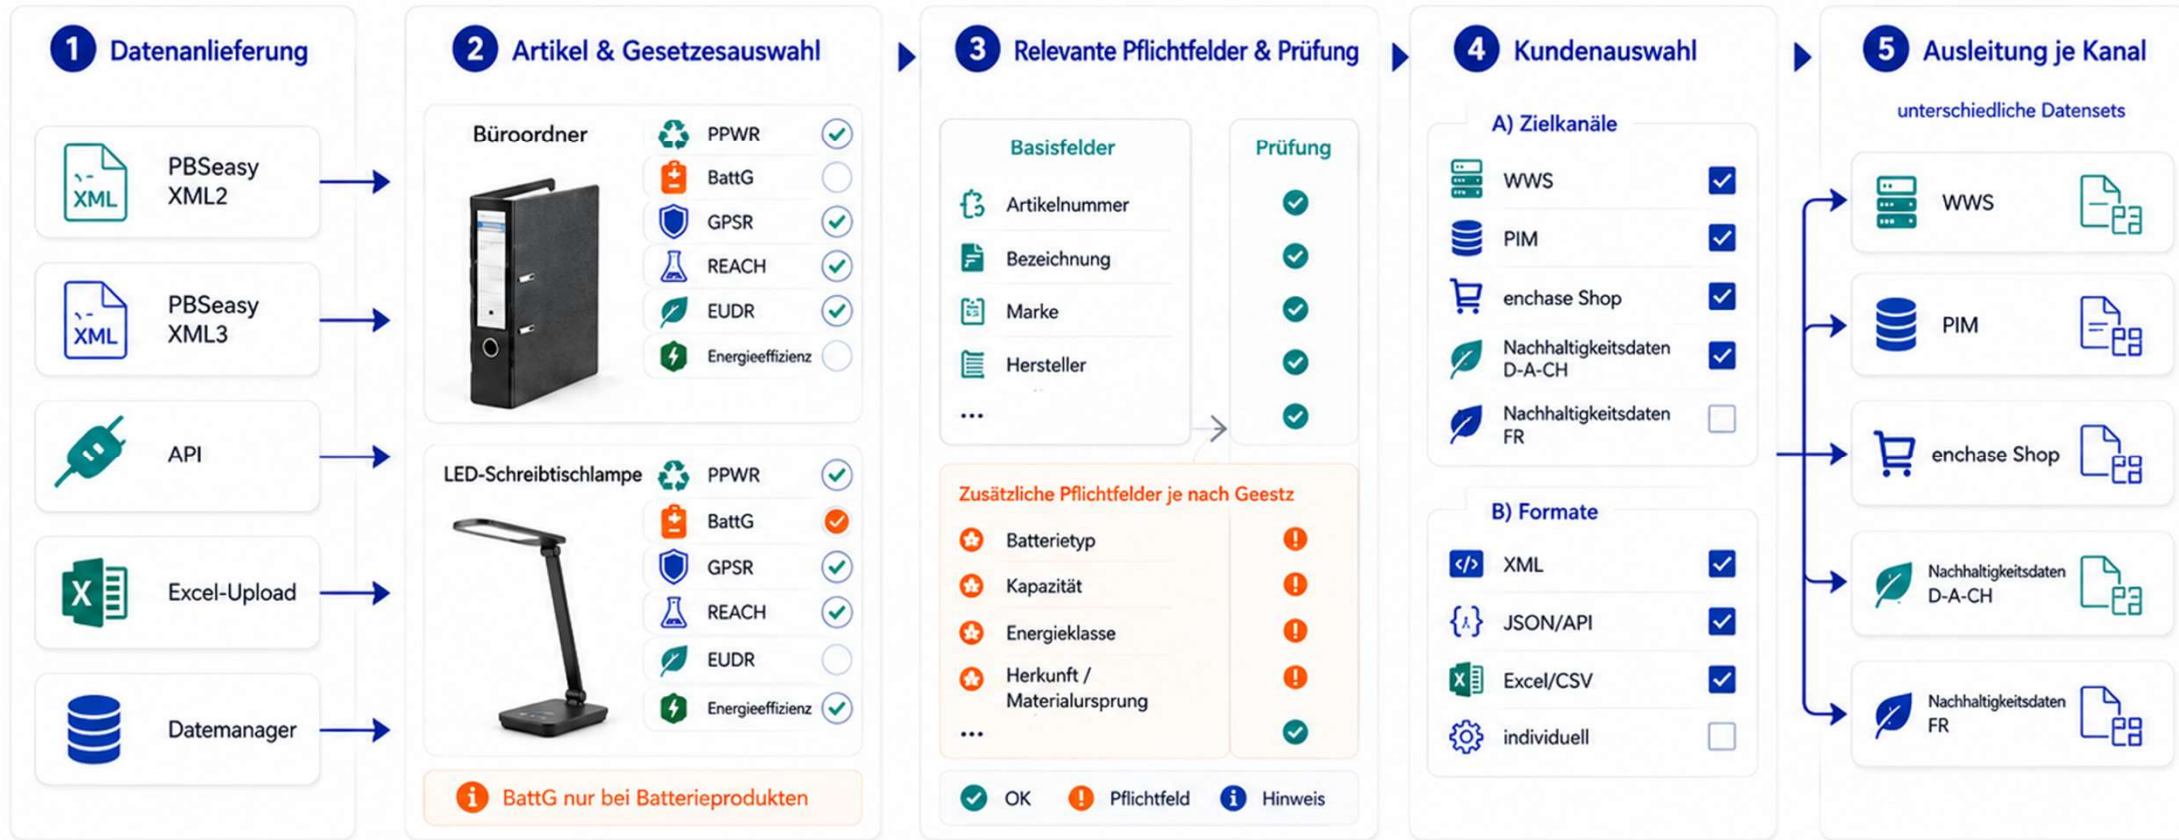 1 Datenanlieferung
XML
PBSeasy
XML2
XML
PBSeasy
XML3
API
X
Excel-Upload
Datemanager
2 Artikel & Gesetzesauswahl
Büroordner
PPWR
BattG
GPSR
REACH
EUDR
Energieeffizienz
LED-Schreibtischlampe
PPWR
BattG
GPSR
REACH
EUDR
Energieeffizienz
i BattG nur bei Batterieprodukten
3 Relevante Pflichtfelder & Prüfung
Basisfelder
Prüfung
Artikelnummer
Bezeichnung
Marke
Hersteller
...
Zusätzliche Pflichtfelder je nach Geestz
Batterietyp !
Kapazität !
Energieklasse !
Herkunft / !
Materialursprung
...
OK
! Pflichtfeld
i Hinweis
4 Kundenauswahl
A) Zielkanäle
WWS
PIM
enchase Shop
Nachhaltigkeitsdaten
D-A-CH
Nachhaltigkeitsdaten
FR
B) Formate
</> XML
JSON/API
X Excel/CSV
individuell
5 Ausleitung je Kanal
unterschiedliche Datensets
WWS
PIM
enchase Shop
Nachhaltigkeitsdaten
D-A-CH
Nachhaltigkeitsdaten
FR